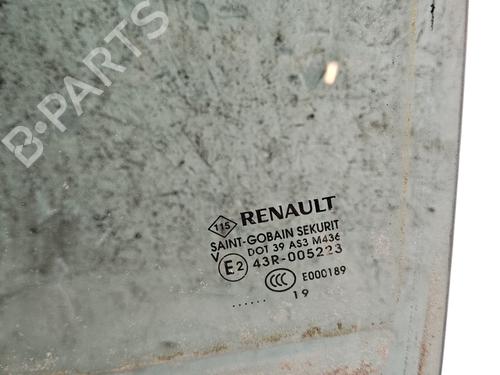 B-PARTS
115 RENAULT
SAINT-GOBAIN SEKURIT
V DOT 39 AS3 M436
E2 43R-005223
CCC E000189
...... 19